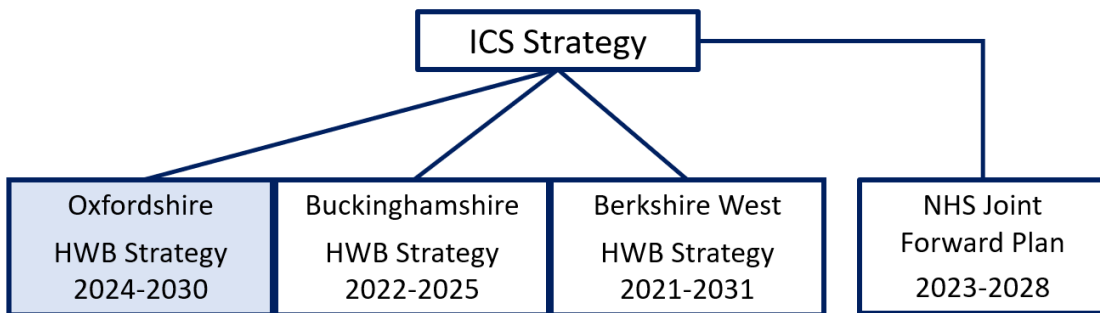 ICS Strategy
Oxfordshire
HWB Strategy
2024-2030
Buckinghamshire
HWB Strategy
2022-2025
Berkshire West
HWB Strategy
2021-2031
NHS Joint
Forward Plan
2023-2028